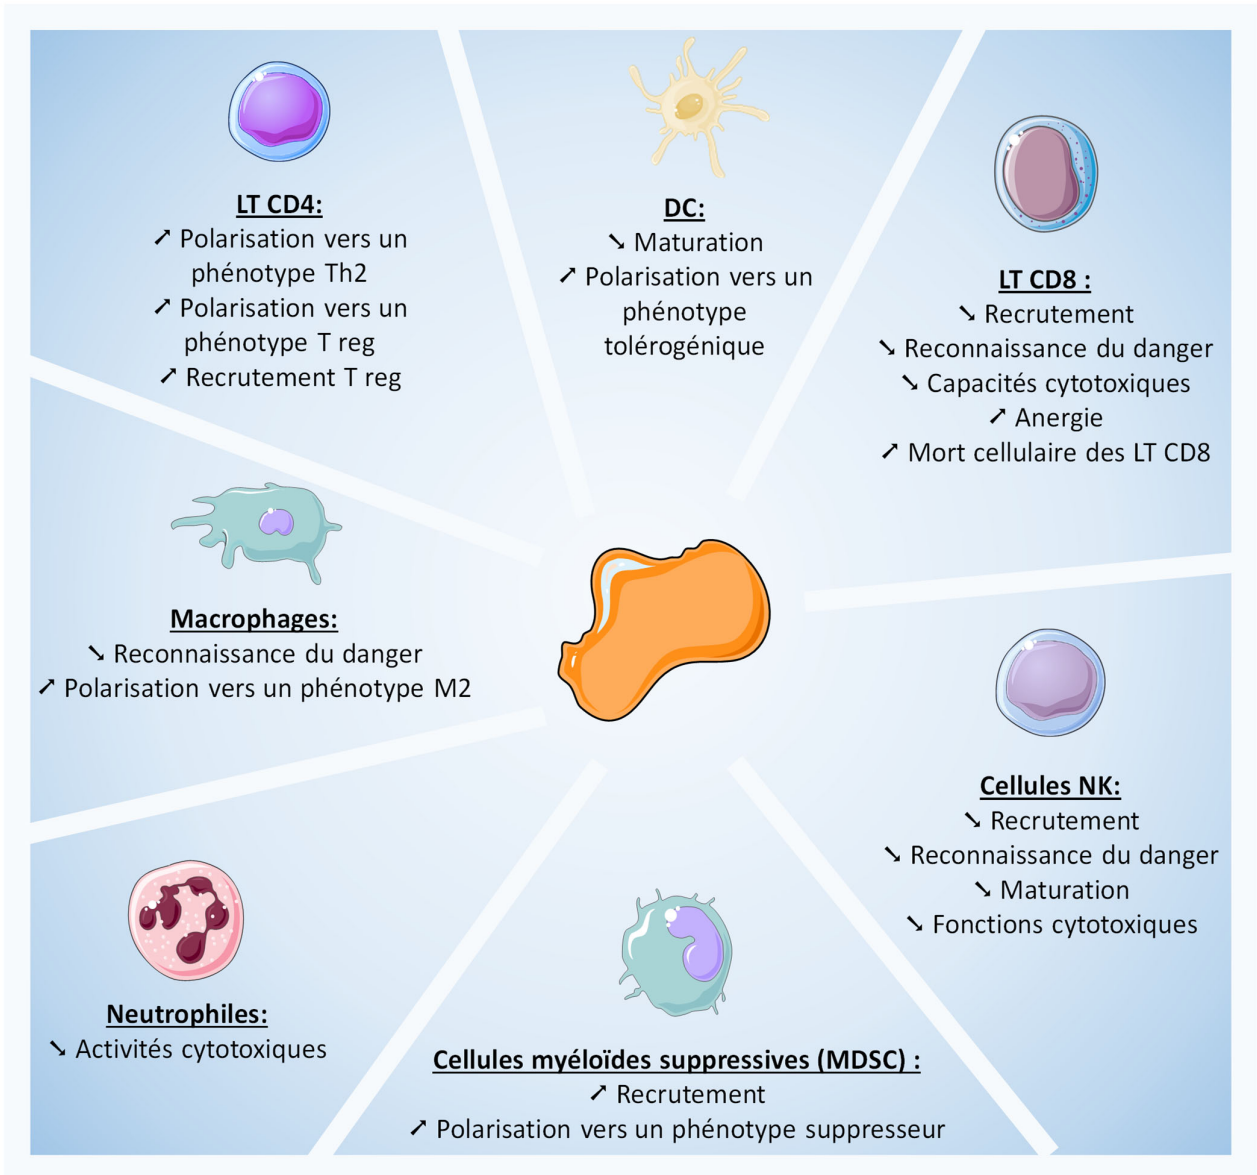 LT CD4:
➚ Polarisation vers un
phénotype Th2
➚ Polarisation vers un
phénotype T reg
➚ Recrutement T reg
DC:
➘ Maturation
➚ Polarisation vers un
phénotype
tolérogénique
LT CD8 :
➘ Recrutement
➘ Reconnaissance du danger
➘ Capacités cytotoxiques
➚ Anergie
➚ Mort cellulaire des LT CD8
Macrophages:
➘ Reconnaissance du danger
➚ Polarisation vers un phénotype M2
Cellules NK:
➘ Recrutement
➘ Reconnaissance du danger
➘ Maturation
➘ Fonctions cytotoxiques
Neutrophiles:
➘ Activités cytotoxiques
Cellules myéloïdes suppressives (MDSC) :
➚ Recrutement
➚ Polarisation vers un phénotype suppresseur